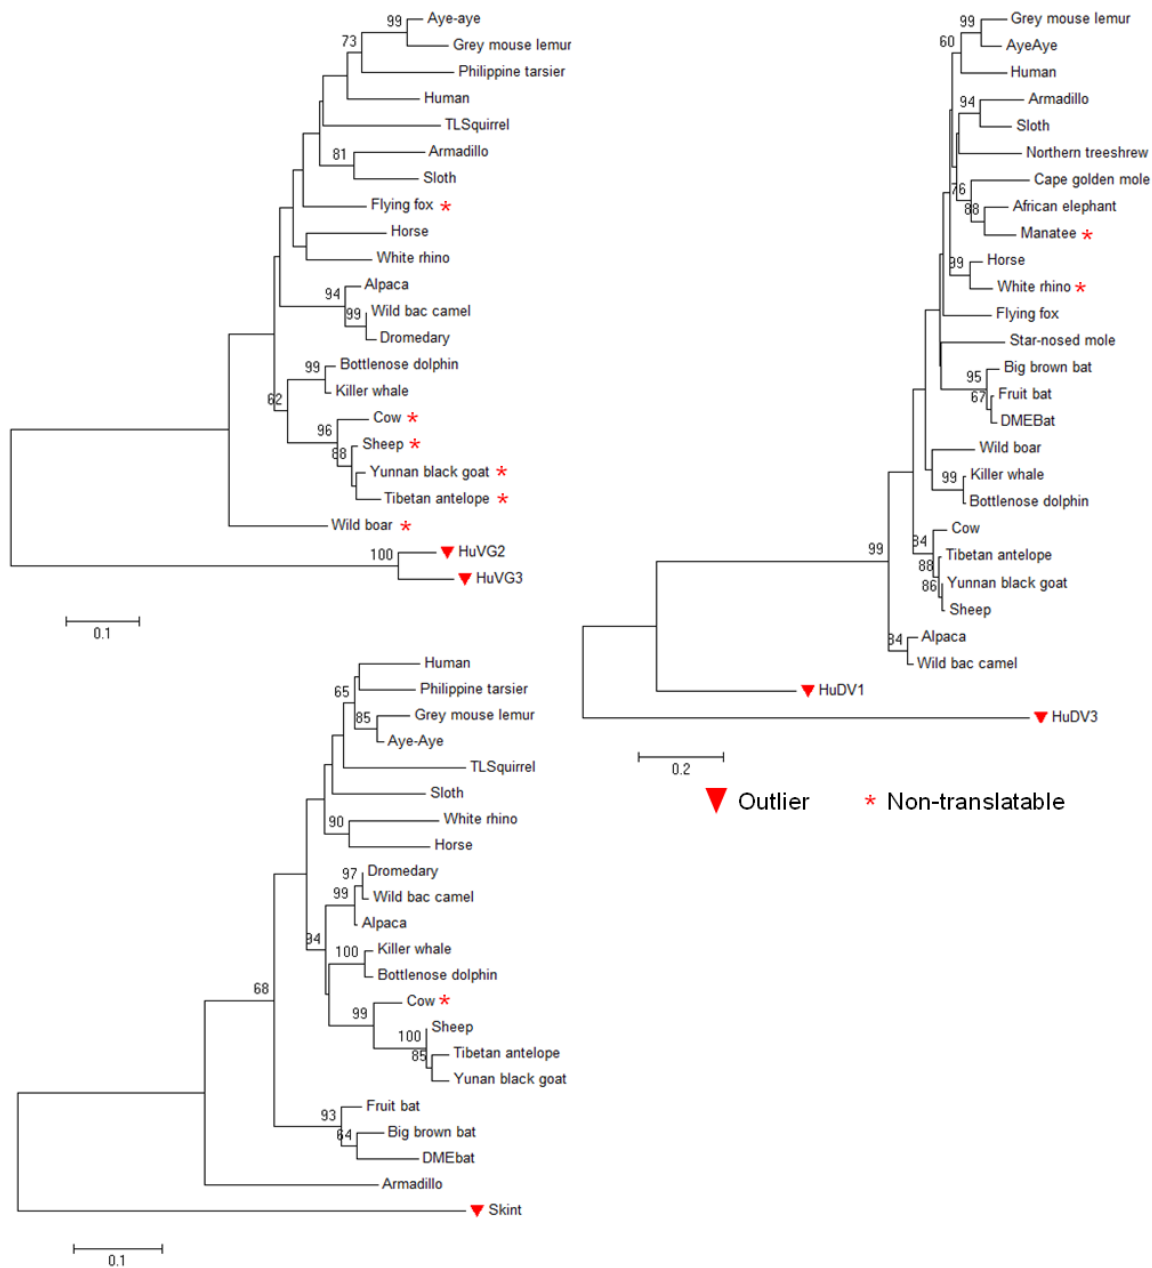 99 Aye-aye
73 Grey mouse lemur
Philippine tarsier
Human
TLSquirrel
81 Armadillo
Sloth
Flying fox *
Horse
White rhino
94 Alpaca
99 Wild bac camel
Dromedary
99 Bottlenose dolphin
62 Killer whale
96 Cow *
88 Sheep *
Yunnan black goat *
Tibetan antelope *
Wild boar *
100 HuVG2
HuVG3
0.1
99 Grey mouse lemur
60 AyeAye
Human
94 Armadillo
Sloth
Northern treeshrew
76 Cape golden mole
88 African elephant
Manatee *
99 Horse
White rhino *
Flying fox
Star-nosed mole
95 Big brown bat
67 Fruit bat
DMEBat
Wild boar
99 Killer whale
Bottlenose dolphin
84 Cow
88 Tibetan antelope
86 Yunnan black goat
Sheep
99
84 Alpaca
Wild bac camel
HuDV1
HuDV3
0.2
Outlier * Non-translatable
Human
65 Philippine tarsier
85 Grey mouse lemur
Aye-Aye
TLSquirrel
Sloth
90 White rhino
Horse
97 Dromedary
99 Wild bac camel
Alpaca
94
100 Killer whale
Bottlenose dolphin
99 Cow *
100 Sheep
85 Tibetan antelope
Yunan black goat
68
93 Fruit bat
64 Big brown bat
DMEbat
Armadillo
Skint
0.1